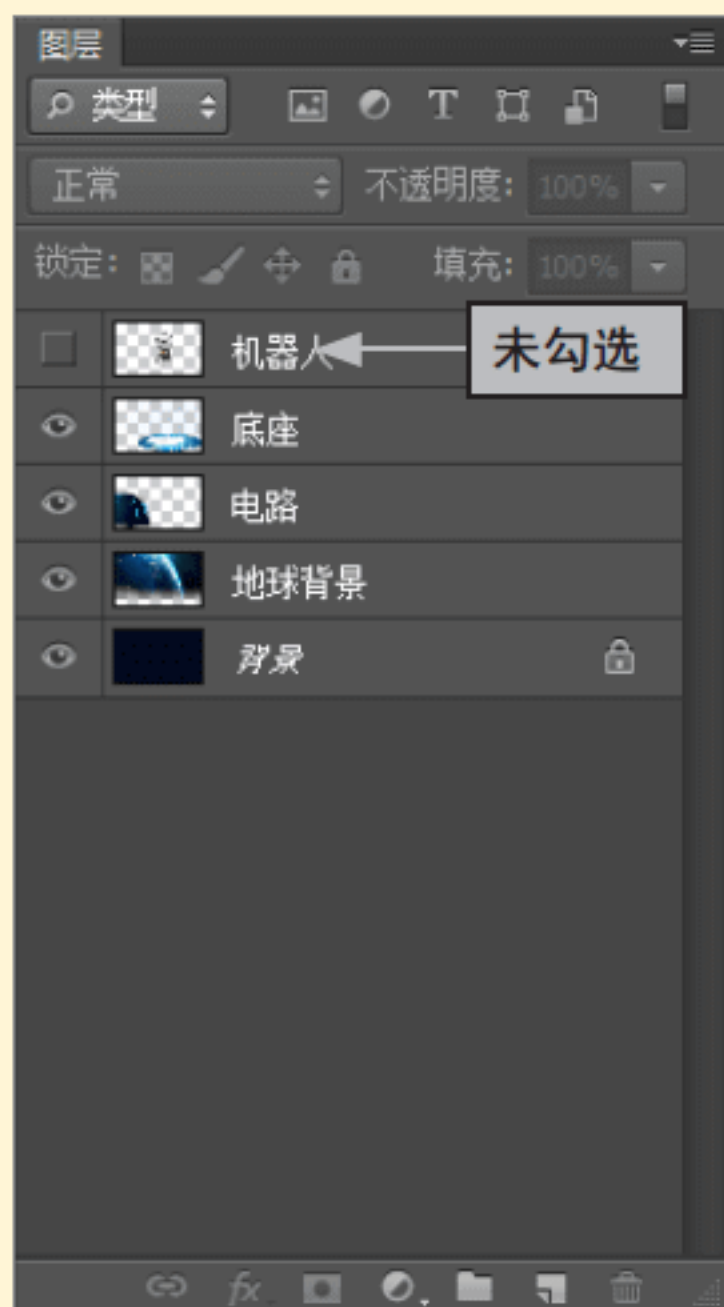 图层
类型 T
正常 不透明度: 100%
锁定: 填充: 100%
机器人 未勾选
底座
电路
地球背景
背景
fx